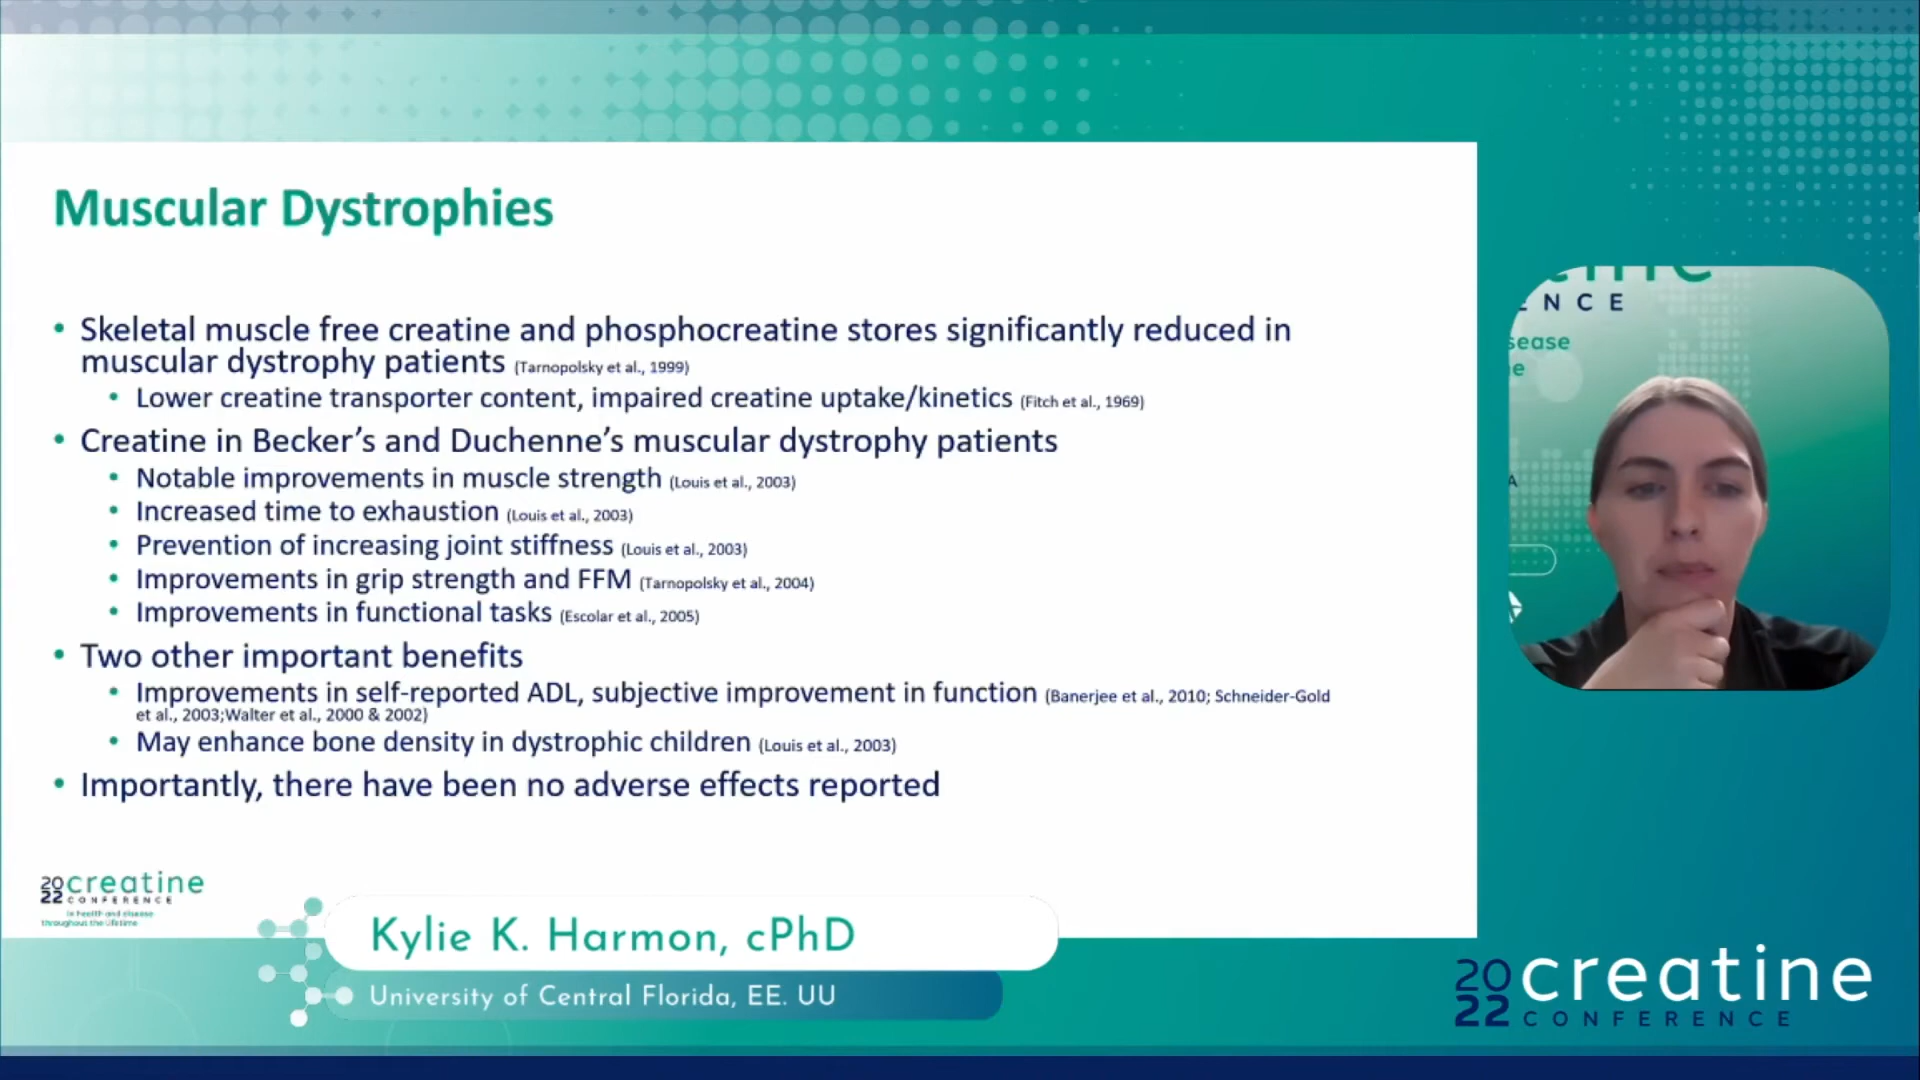 Muscular Dystrophies
• Skeletal muscle free creatine and phosphocreatine stores significantly reduced in
muscular dystrophy patients (Tarnopolsky et al., 1999)
• Lower creatine transporter content, impaired creatine uptake/kinetics (Fitch et al., 1969)
• Creatine in Becker's and Duchenne's muscular dystrophy patients
• Notable improvements in muscle strength (Louis et al., 2003)
• Increased time to exhaustion (Louis et al., 2003)
• Prevention of increasing joint stiffness (Louis et al., 2003)
• Improvements in grip strength and FFM (Tarnopolsky et al., 2004)
• Improvements in functional tasks (Escolar et al., 2005)
• Two other important benefits
• Improvements in self-reported ADL, subjective improvement in function (Banerjee et al., 2010; Schneider-Gold
et al., 2003;Walter et al., 2000 & 2002)
• May enhance bone density in dystrophic children (Louis et al., 2003)
• Importantly, there have been no adverse effects reported
2022 creatine
CONFERENCE
in health and disease
throughout the lifetime
Kylie K. Harmon, cPhD
University of Central Florida, EE. UU
ENCE
sease
e
A
2022 creatine
CONFERENCE